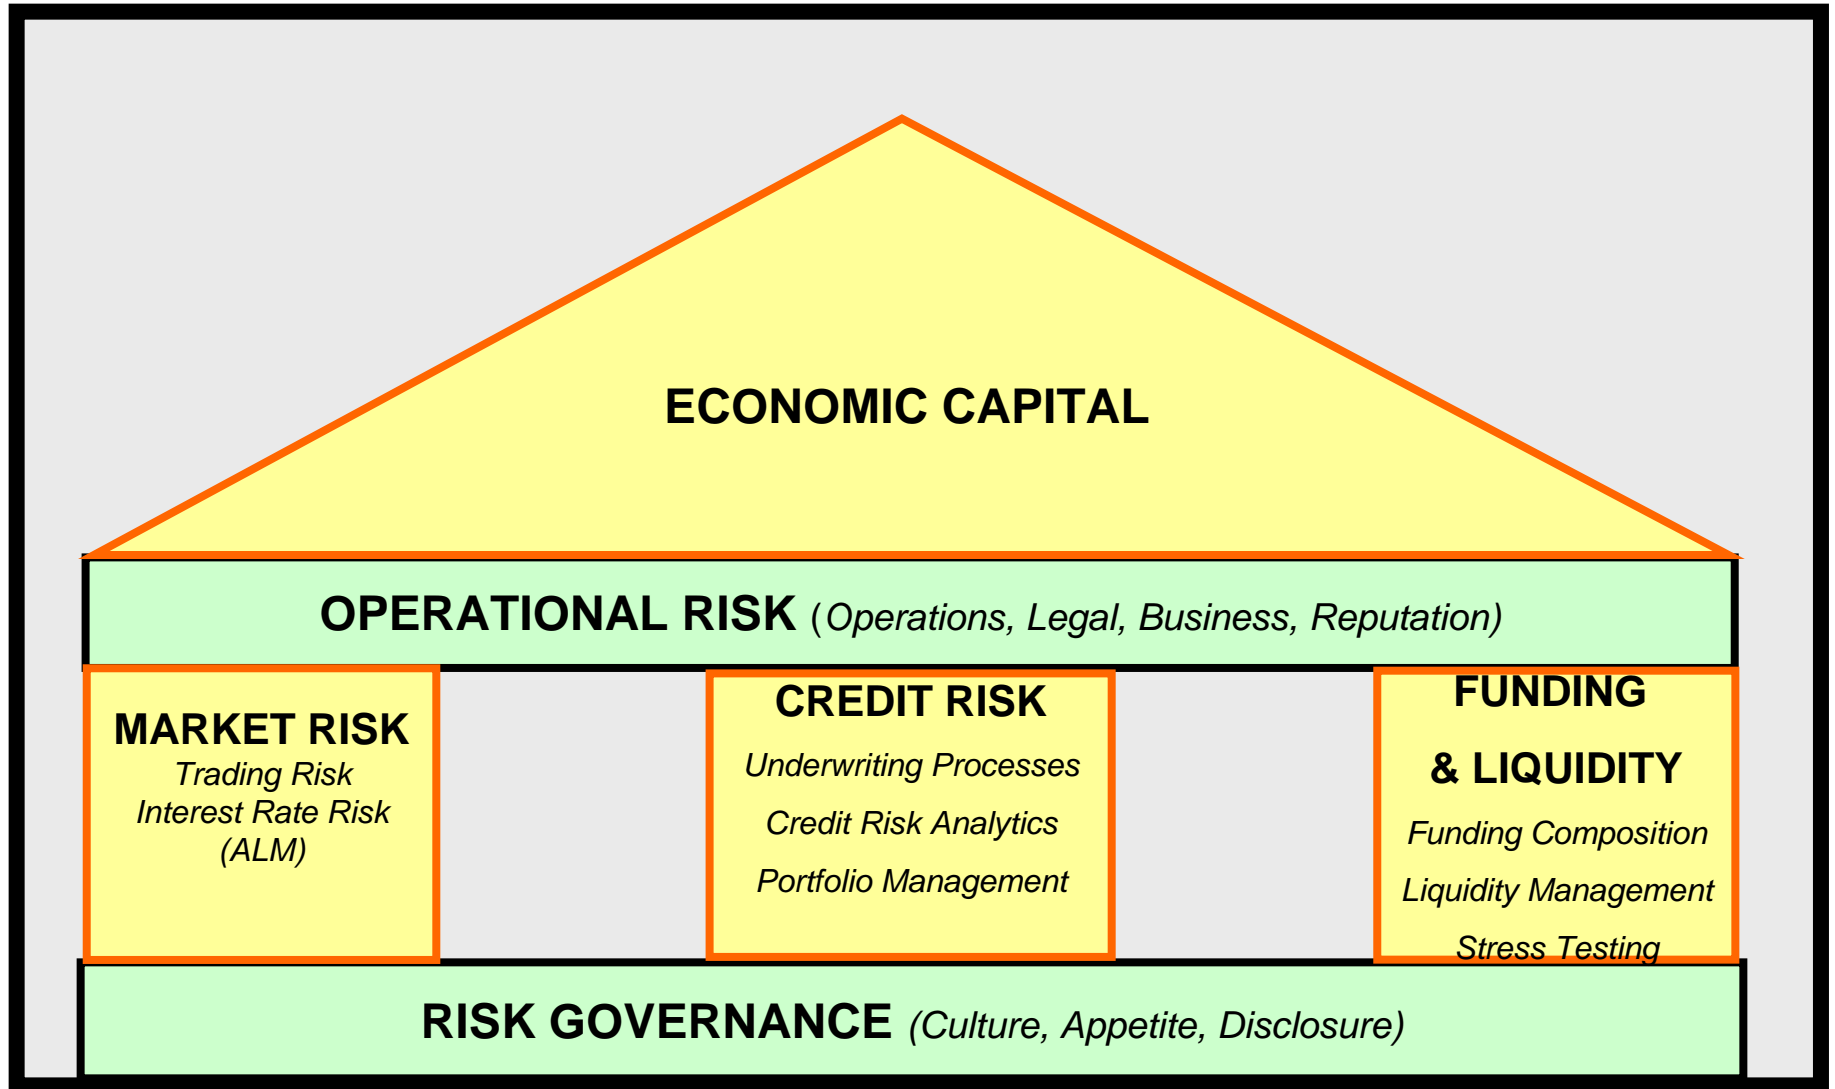 ECONOMIC CAPITAL
OPERATIONAL RISK (Operations, Legal, Business, Reputation)
MARKET RISK
Trading Risk
Interest Rate Risk
(ALM)
CREDIT RISK
Underwriting Processes
Credit Risk Analytics
Portfolio Management
FUNDING
& LIQUIDITY
Funding Composition
Liquidity Management
Stress Testing
RISK GOVERNANCE (Culture, Appetite, Disclosure)